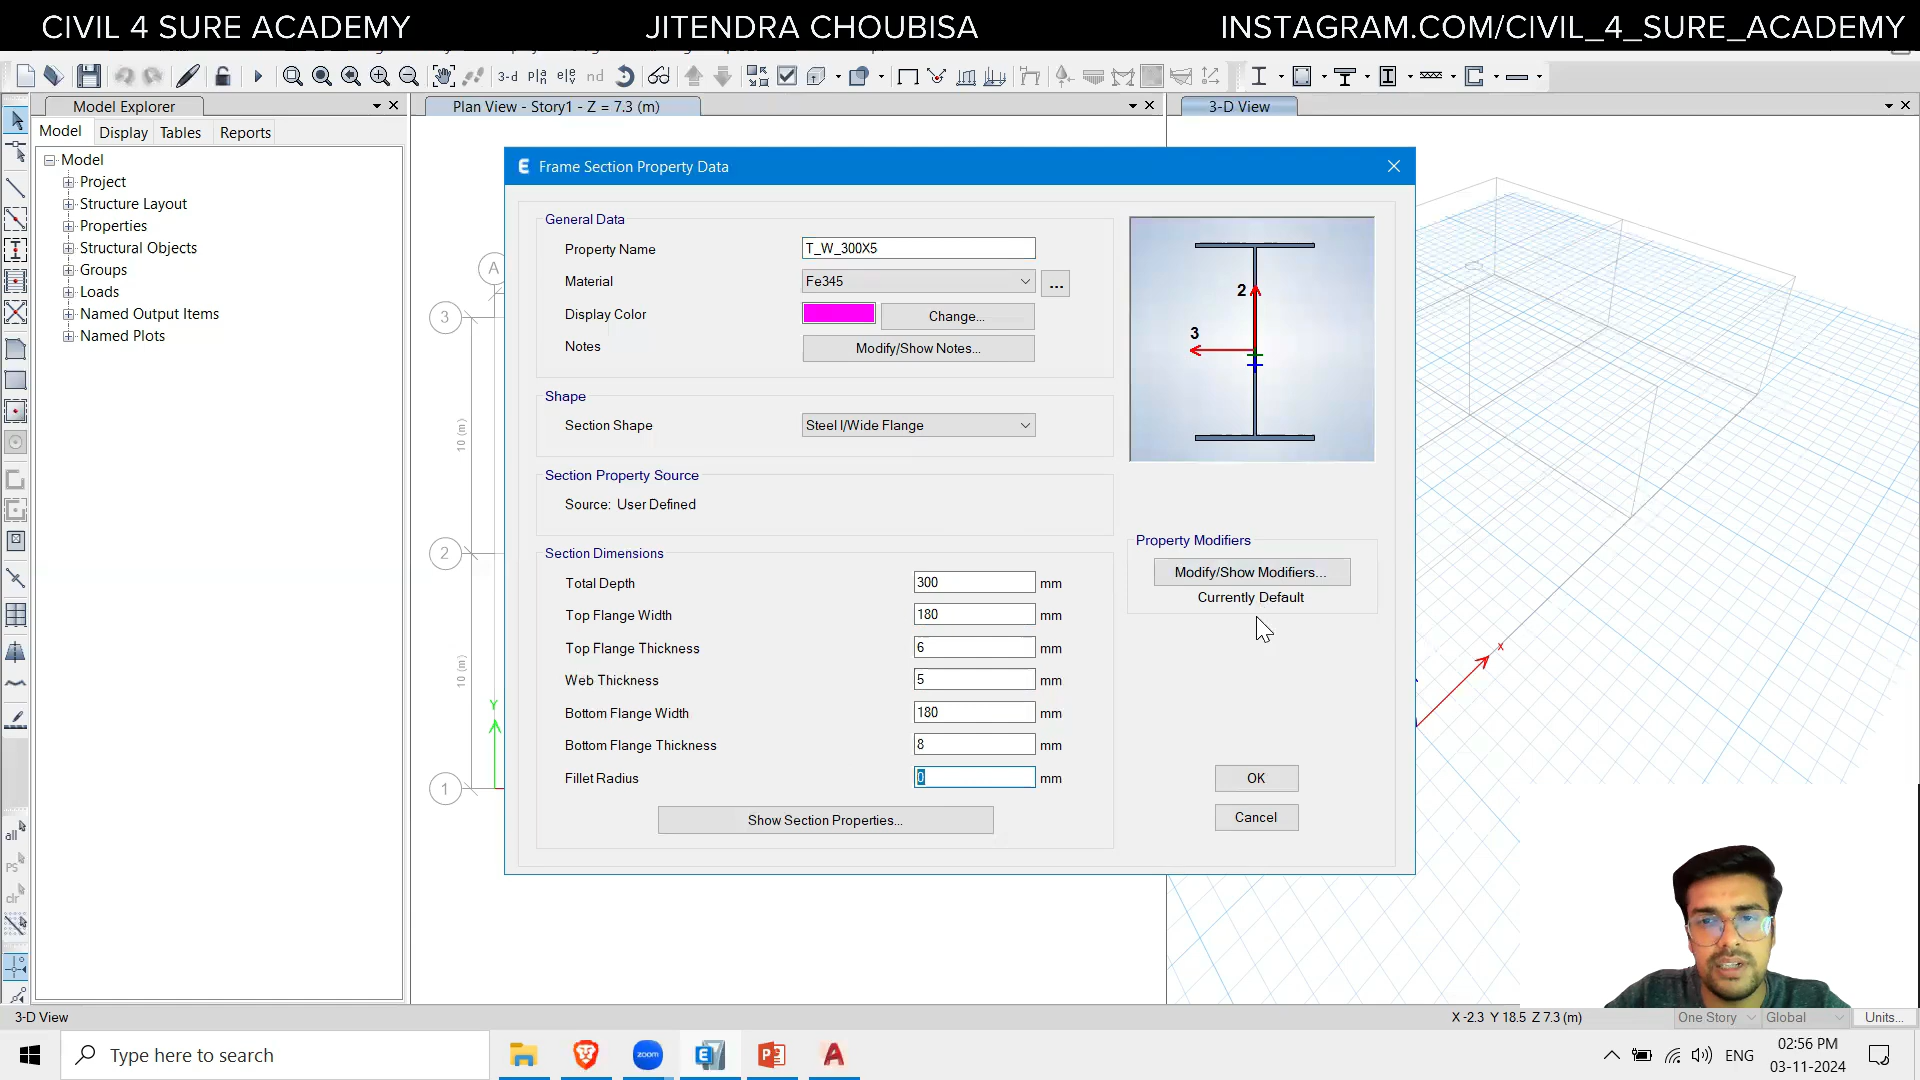 CIVIL 4 SURE ACADEMY JITENDRA CHOUBISA INSTAGRAM.COM/CIVIL_4_SURE_ACADEMY
3-d nd
Model Explorer
Plan View - Story1 - Z = 7.3 (m)
3-D View
Model Display Tables Reports
Model
Project
Structure Layout
Properties
Structural Objects
Groups
Loads
Named Output Items
Named Plots
A
3
10 (m)
2
10 (m)
Y
1
Frame Section Property Data
General Data
Property Name T_W_300X5
Material Fe345 ...
Display Color Change...
Notes Modify/Show Notes...
Shape
Section Shape Steel I/Wide Flange
Section Property Source
Source: User Defined
Section Dimensions
Total Depth 300 mm
Top Flange Width 180 mm
Top Flange Thickness 6 mm
Web Thickness 5 mm
Bottom Flange Width 180 mm
Bottom Flange Thickness 8 mm
Fillet Radius 0 mm
Show Section Properties...
2
3
Property Modifiers
Modify/Show Modifiers...
Currently Default
OK
Cancel
X
all
PS
clr
3-D View X -2.3 Y 18.5 Z 7.3 (m) One Story Global Units...
Type here to search
zoom
ENG
02:56 PM
03-11-2024